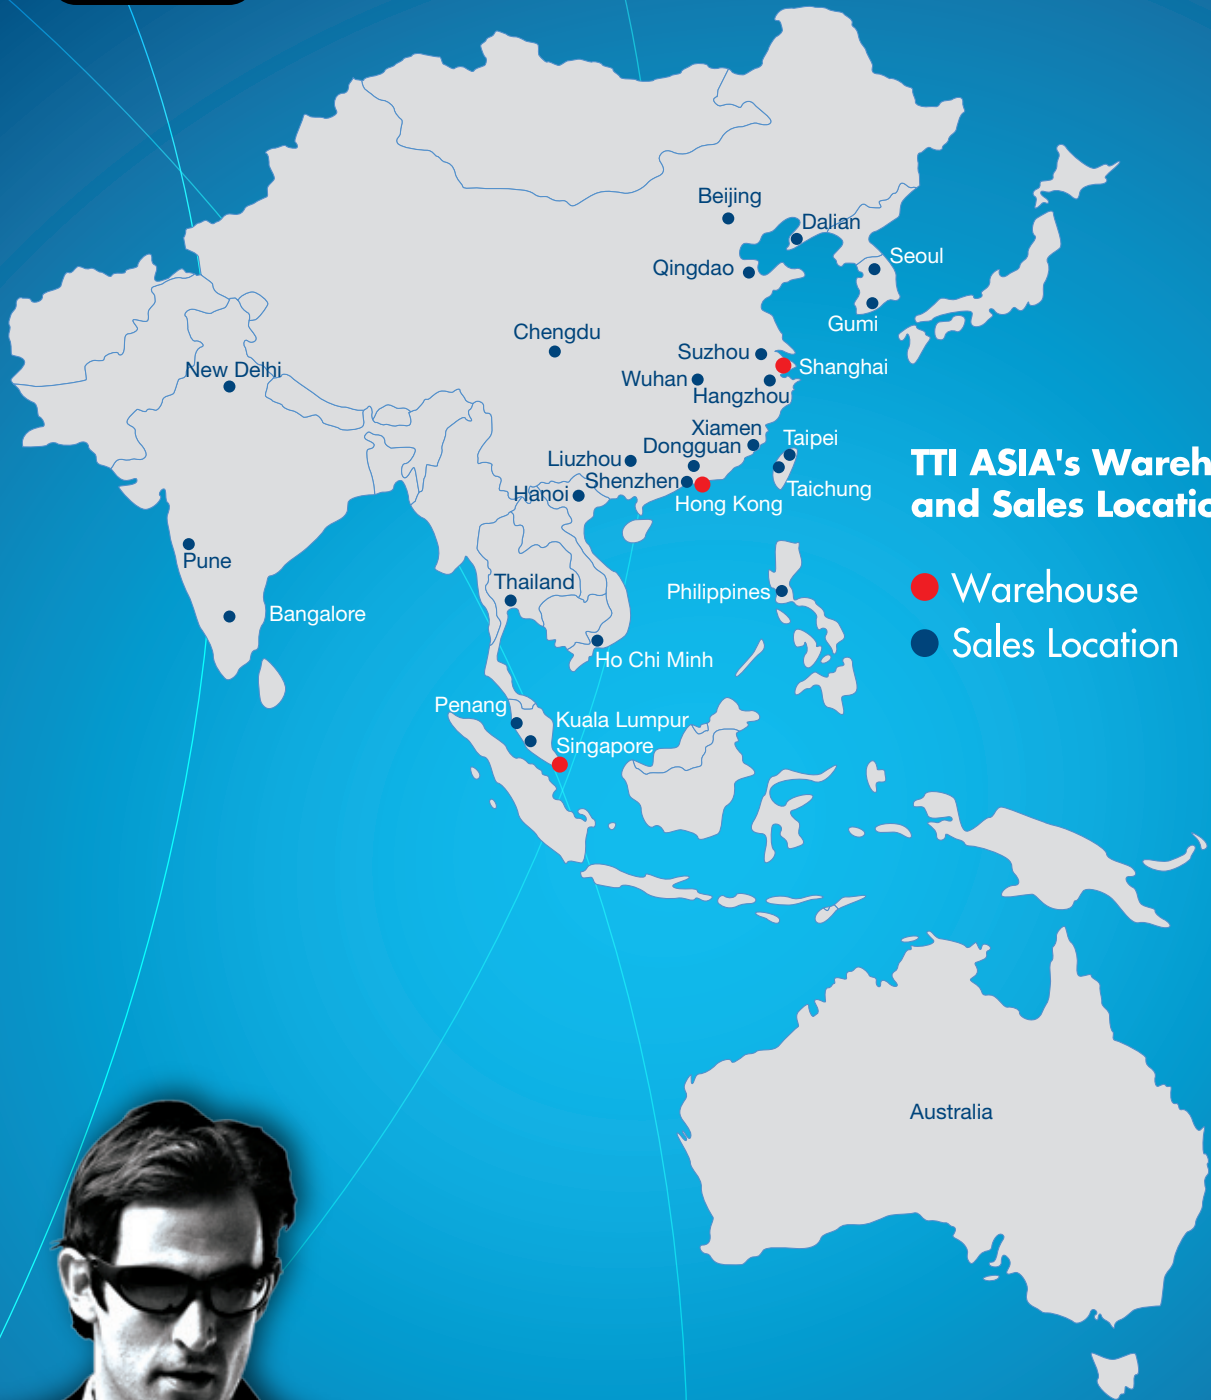 Beijing
Dalian
Qingdao
Seoul
Gumi
Chengdu
Suzhou
Shanghai
New Delhi
Wuhan
Hangzhou
Xiamen
Taipei
Dongguan
Liuzhou
Shenzhen
Taichung
Hanoi
Hong Kong
TTI ASIA's Wareh
and Sales Locatio
Pune
Thailand
Philippines
Warehouse
Bangalore
Sales Location
Ho Chi Minh
Penang
Kuala Lumpur
Singapore
Australia